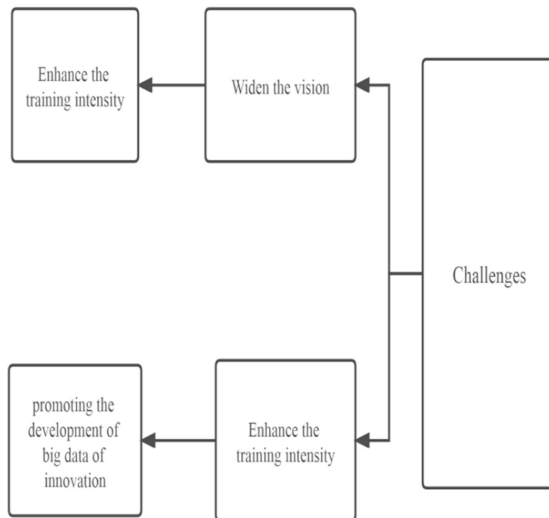 Enhance the
training intensity
Widen the vision
Challenges
promoting the
development of
big data of
innovation
Enhance the
training intensity